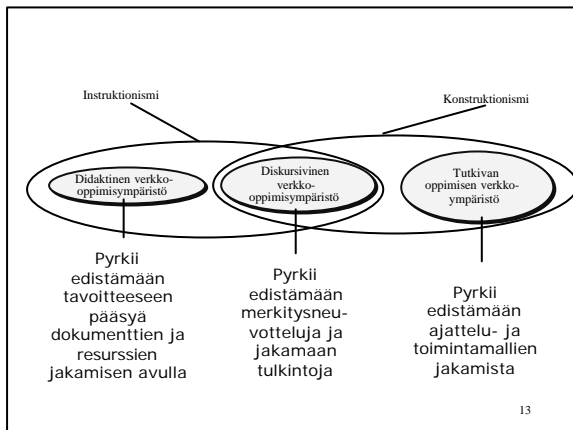 Instruktionismi
Konstruktionismi
Didaktinen verkko-
oppimisympäristö
Diskursivinen
verkko-
oppimisympäristö
Tutkivan
oppimisen verkko-
ympäristö
Pyrkii
edistämään
tavoitteeseen
pääsyä
dokumenttien ja
resurssien
jakamisen avulla
Pyrkii
edistämään
merkitysneu-
votteluja ja
jakamaan
tulkintoja
Pyrkii
edistämään
ajattelu- ja
toimintamallien
jakamista
13